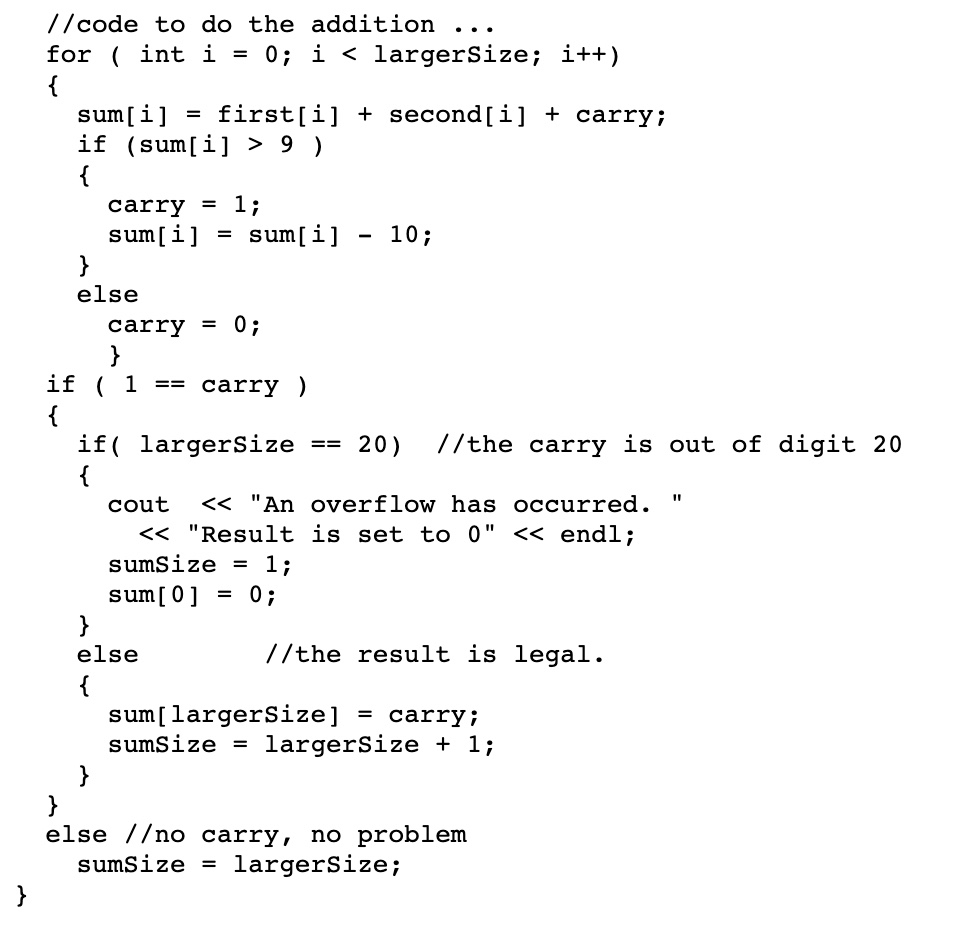 //code to do the addition ...
for ( int i = 0; i < largerSize; i++)
{
sum[i] = first[i] + second[i] + carry;
if (sum[i] > 9 )
{
carry = 1;
sum[i] = sum[i] - 10;
}
else
carry = 0;
}
if ( 1 == carry )
{
if( largerSize == 20)  //the carry is out of digit 20
{
cout  << "An overflow has occurred. "
<< "Result is set to 0" << endl;
sumSize = 1;
sum[0] = 0;
}
else        //the result is legal.
{
sum[largerSize] = carry;
sumSize = largerSize + 1;
}
}
else //no carry, no problem
sumSize = largerSize;
}